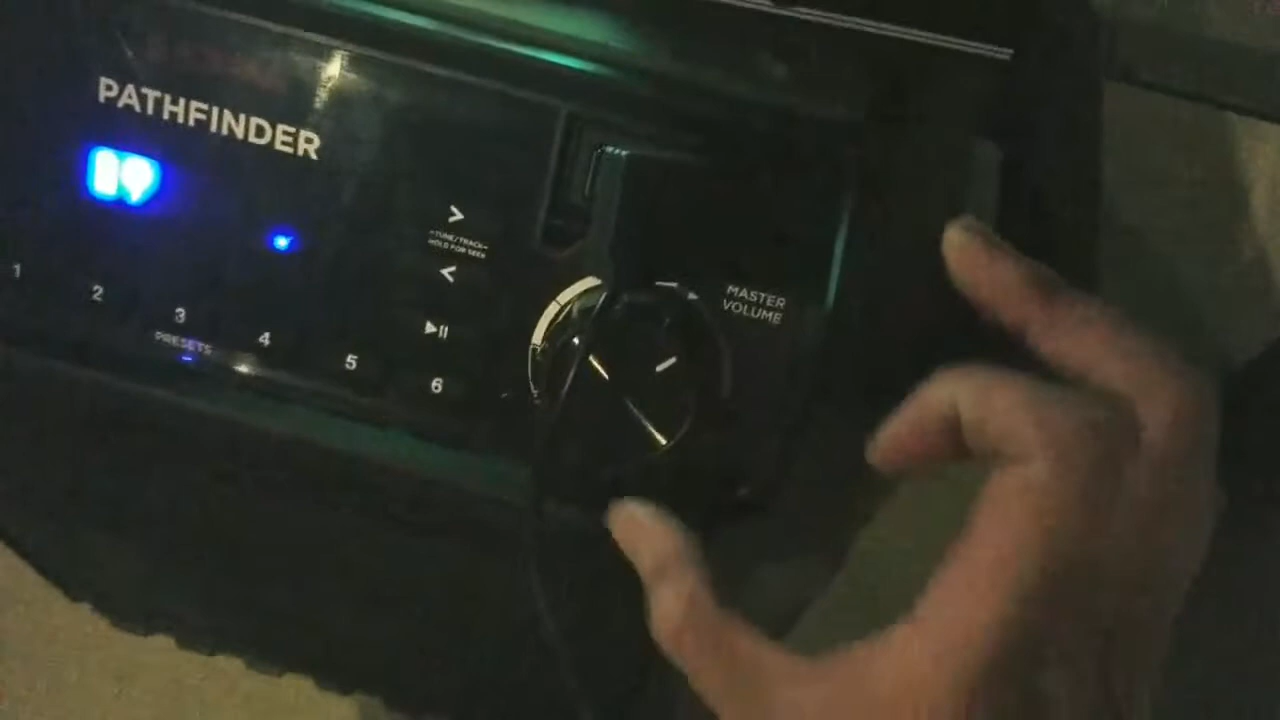 PATHFINDER
>
-TUNE/TRACK-
HOLD FOR SEEK
<
MASTER
VOLUME
1
2
3
4
5
6
PRESETS